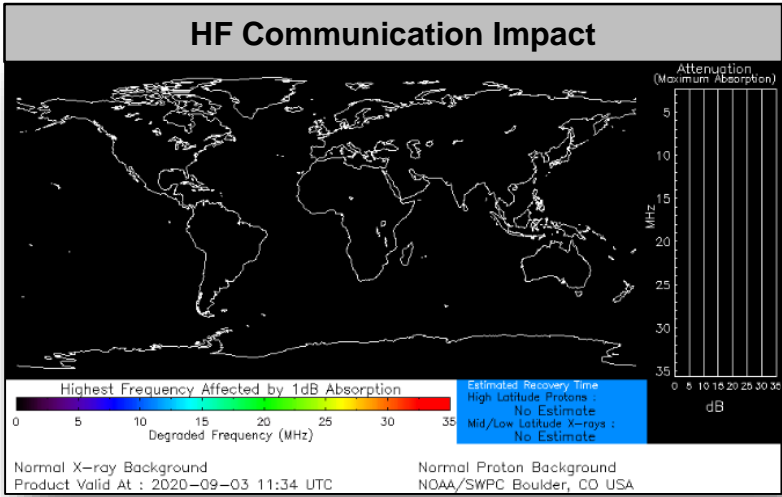 HF Communication Impact
Attenuation
(Maximum Absorption)
5
10
15
20
25
30
35
MHz
0 5 10 15 20 25 30 35
dB
Highest Frequency Affected by 1dB Absorption
0 5 10 15 20 25 30 35
Degraded Frequency (MHz)
Estimated Recovery Time
High Latitude Protons :
No Estimate
Mid/Low Latitude X-rays :
No Estimate
Normal X-ray Background
Normal Proton Background
Product Valid At : 2020-09-03 11:34 UTC
NOAA/SWPC Boulder, CO USA